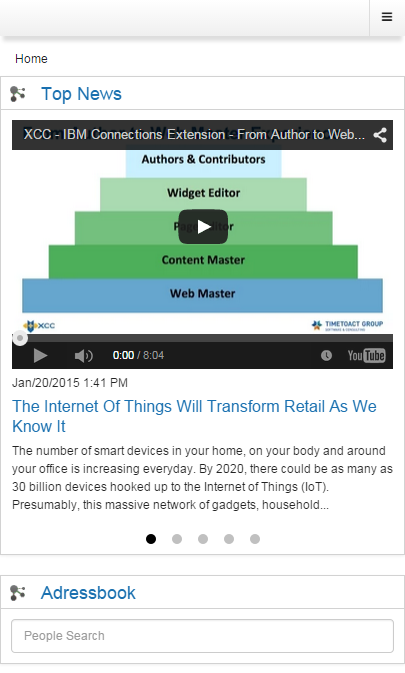 Home
Top News
XCC - IBM Connections Extension - From Author to Web...
Authors & Contributors
Widget Editor
Page Editor
Content Master
Web Master
XCC
TIMETOACT GROUP
0:00 / 8:04
YouTube
Jan/20/2015 1:41 PM
The Internet Of Things Will Transform Retail As We
Know It
The number of smart devices in your home, on your body and around
your office is increasing everyday. By 2020, there could be as many as
30 billion devices hooked up to the Internet of Things (IoT).
Presumably, this massive network of gadgets, household...
Adressbook
People Search